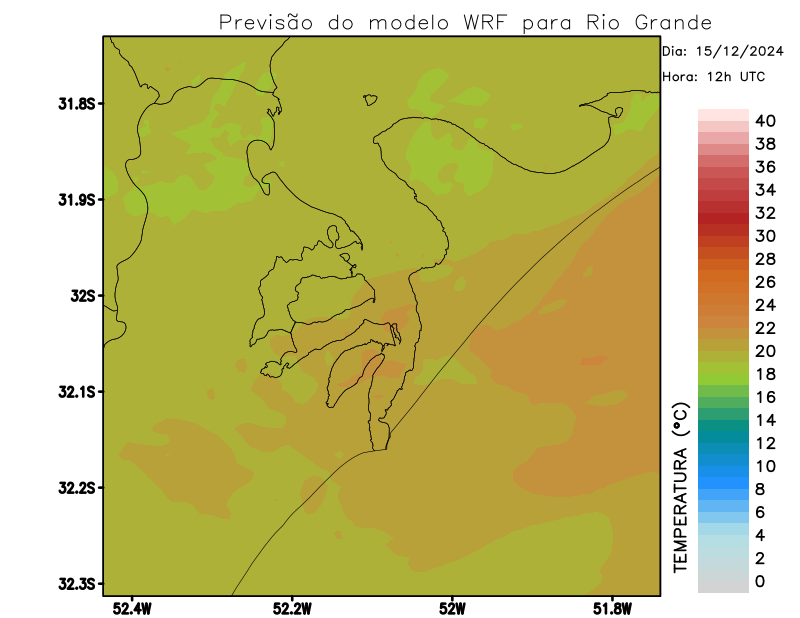 Previsão do modelo WRF para Rio Grande
Dia: 15/12/2024
Hora: 12h UTC
31.8S
31.9S
32S
32.1S
32.2S
32.3S
52.4W
52.2W
52W
51.8W
TEMPERATURA (°C)
40
38
36
34
32
30
28
26
24
22
20
18
16
14
12
10
8
6
4
2
0